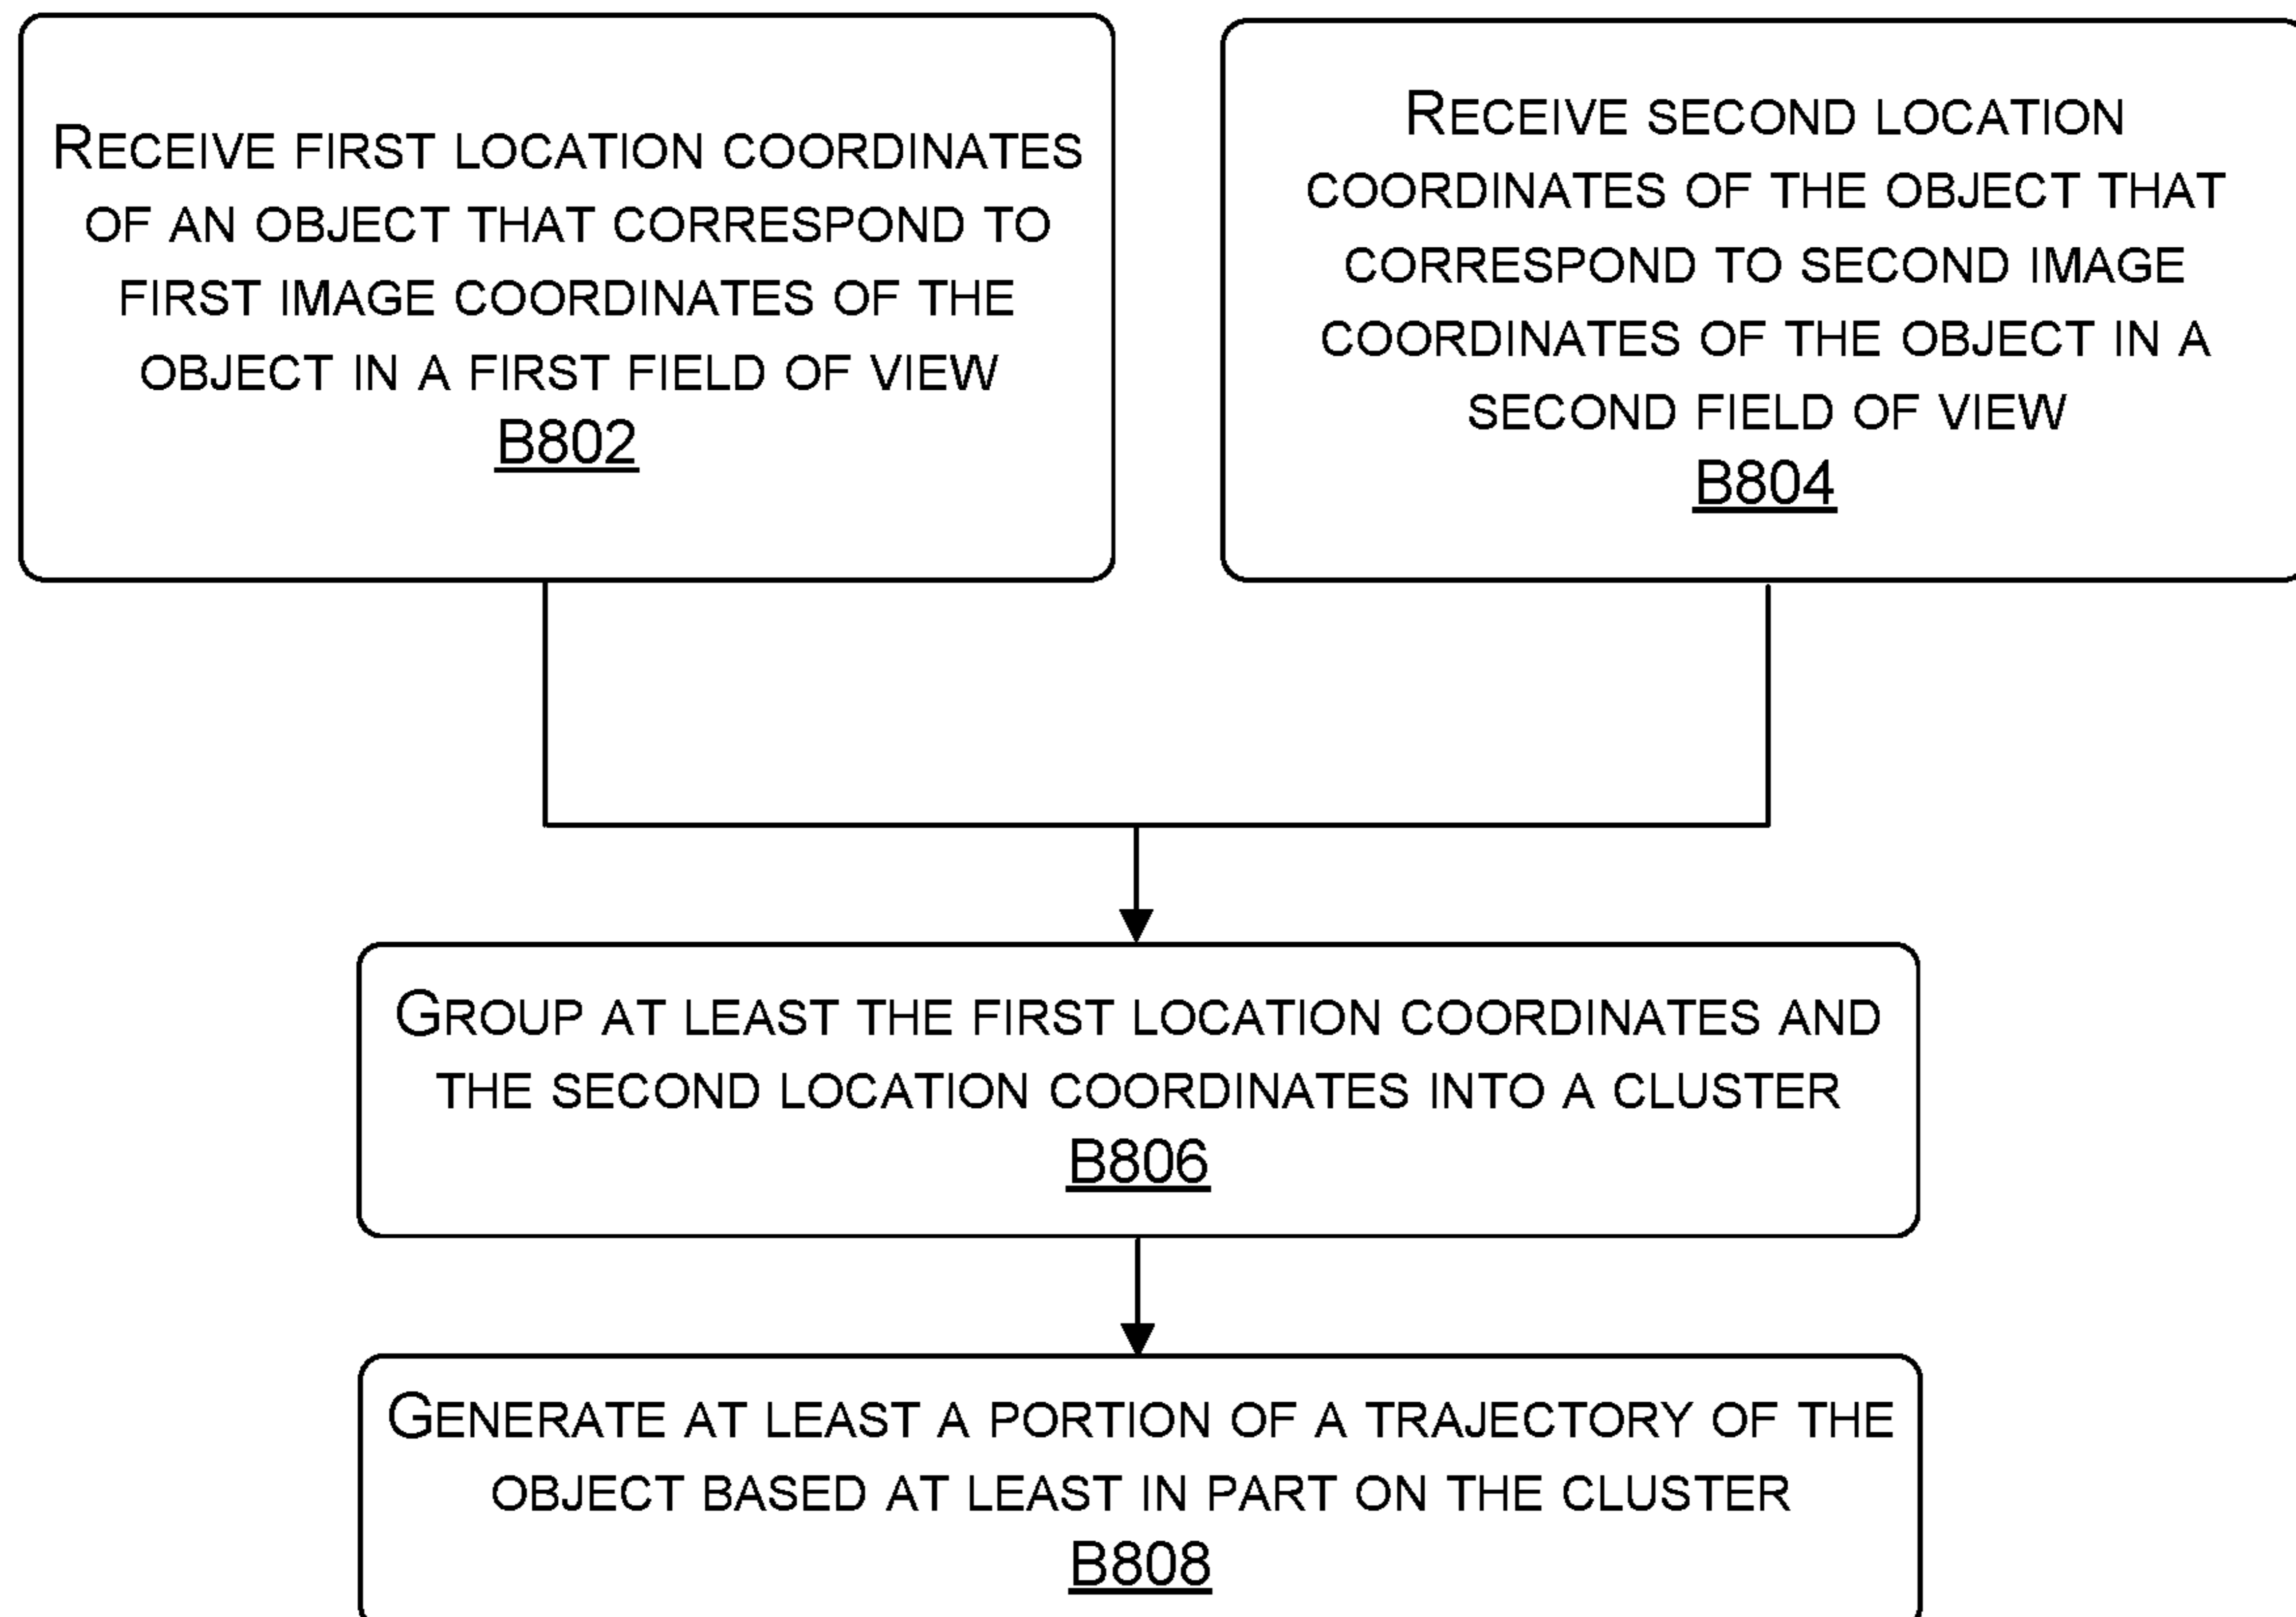 RECEIVE FIRST LOCATION COORDINATES
OF AN OBJECT THAT CORRESPOND TO
FIRST IMAGE COORDINATES OF THE
OBJECT IN A FIRST FIELD OF VIEW
B802
RECEIVE SECOND LOCATION
COORDINATES OF THE OBJECT THAT
CORRESPOND TO SECOND IMAGE
COORDINATES OF THE OBJECT IN A
SECOND FIELD OF VIEW
B804
GROUP AT LEAST THE FIRST LOCATION COORDINATES AND
THE SECOND LOCATION COORDINATES INTO A CLUSTER
B806
GENERATE AT LEAST A PORTION OF A TRAJECTORY OF THE
OBJECT BASED AT LEAST IN PART ON THE CLUSTER
B808